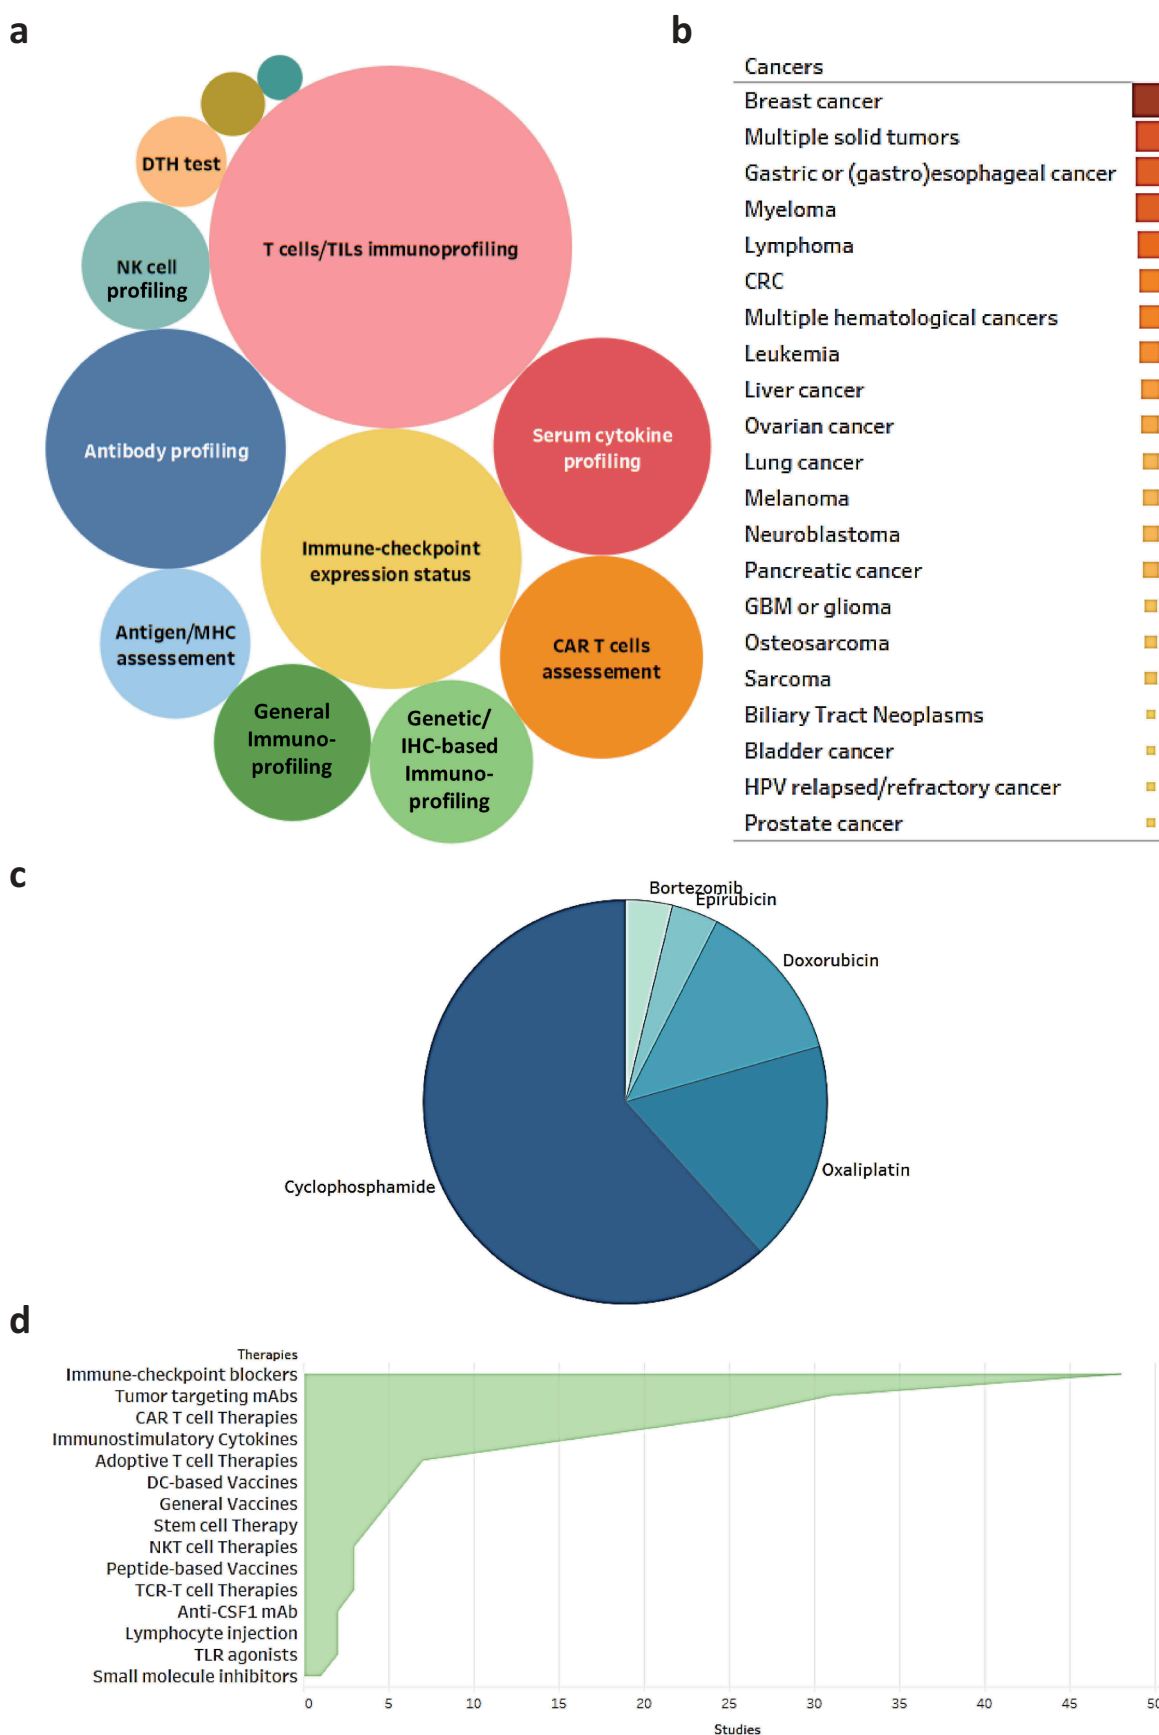 a
DTH test
T cells/TILs immunoprofiling
NK cell
profiling
Antibody profiling
Serum cytokine
profiling
Immune-checkpoint
expression status
Antigen/MHC
assessement
CAR T cells
assessement
General
Immuno-
profiling
Genetic/
IHC-based
Immuno-
profiling
b
Cancers
Breast cancer
Multiple solid tumors
Gastric or (gastro)esophageal cancer
Myeloma
Lymphoma
CRC
Multiple hematological cancers
Leukemia
Liver cancer
Ovarian cancer
Lung cancer
Melanoma
Neuroblastoma
Pancreatic cancer
GBM or glioma
Osteosarcoma
Sarcoma
Biliary Tract Neoplasms
Bladder cancer
HPV relapsed/refractory cancer
Prostate cancer
c
Bortezomib
Epirubicin
Doxorubicin
Oxaliplatin
Cyclophosphamide
d
Therapies
Immune-checkpoint blockers
Tumor targeting mAbs
CAR T cell Therapies
Immunostimulatory Cytokines
Adoptive T cell Therapies
DC-based Vaccines
General Vaccines
Stem cell Therapy
NKT cell Therapies
Peptide-based Vaccines
TCR-T cell Therapies
Anti-CSF1 mAb
Lymphocyte injection
TLR agonists
Small molecule inhibitors
0 5 10 15 20 25 30 35 40 45 50
Studies